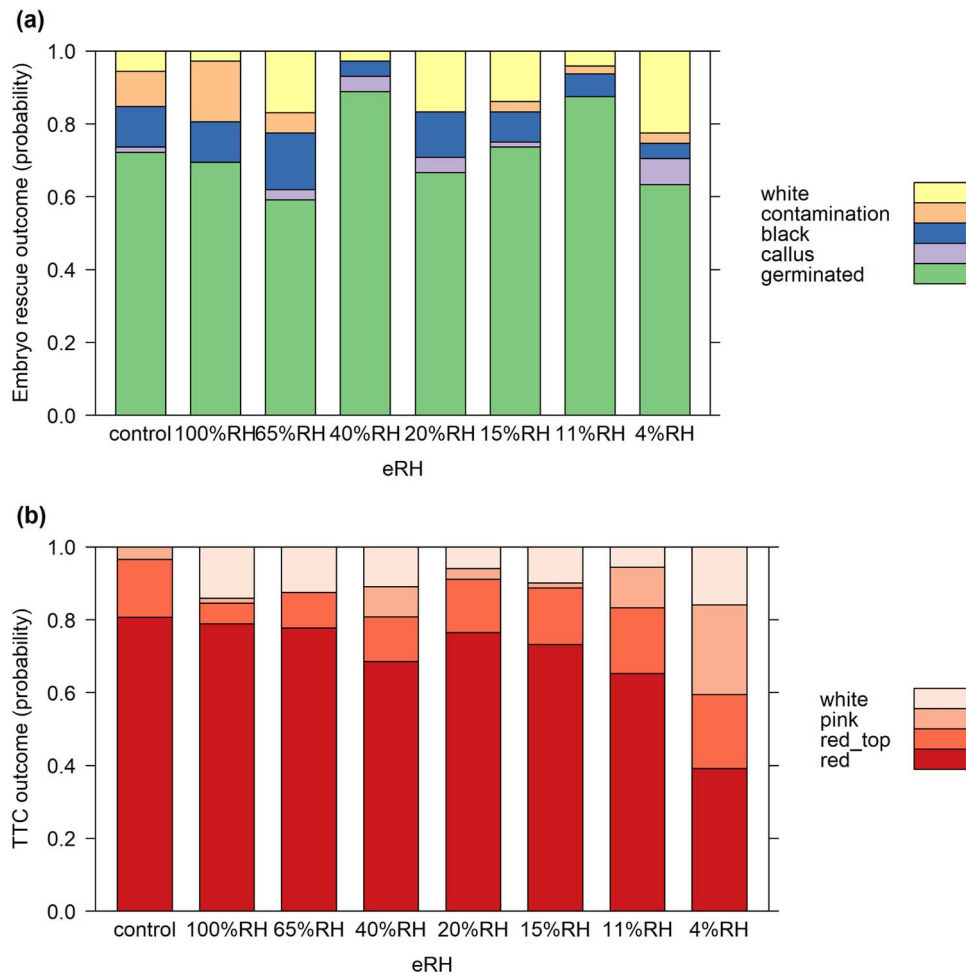 (a)
Embryo rescue outcome (probability)
1.0
0.8
0.6
0.4
0.2
0.0
control 100%RH 65%RH 40%RH 20%RH 15%RH 11%RH 4%RH
eRH
white
contamination
black
callus
germinated
(b)
TTC outcome (probability)
1.0
0.8
0.6
0.4
0.2
0.0
control 100%RH 65%RH 40%RH 20%RH 15%RH 11%RH 4%RH
eRH
white
pink
red_top
red